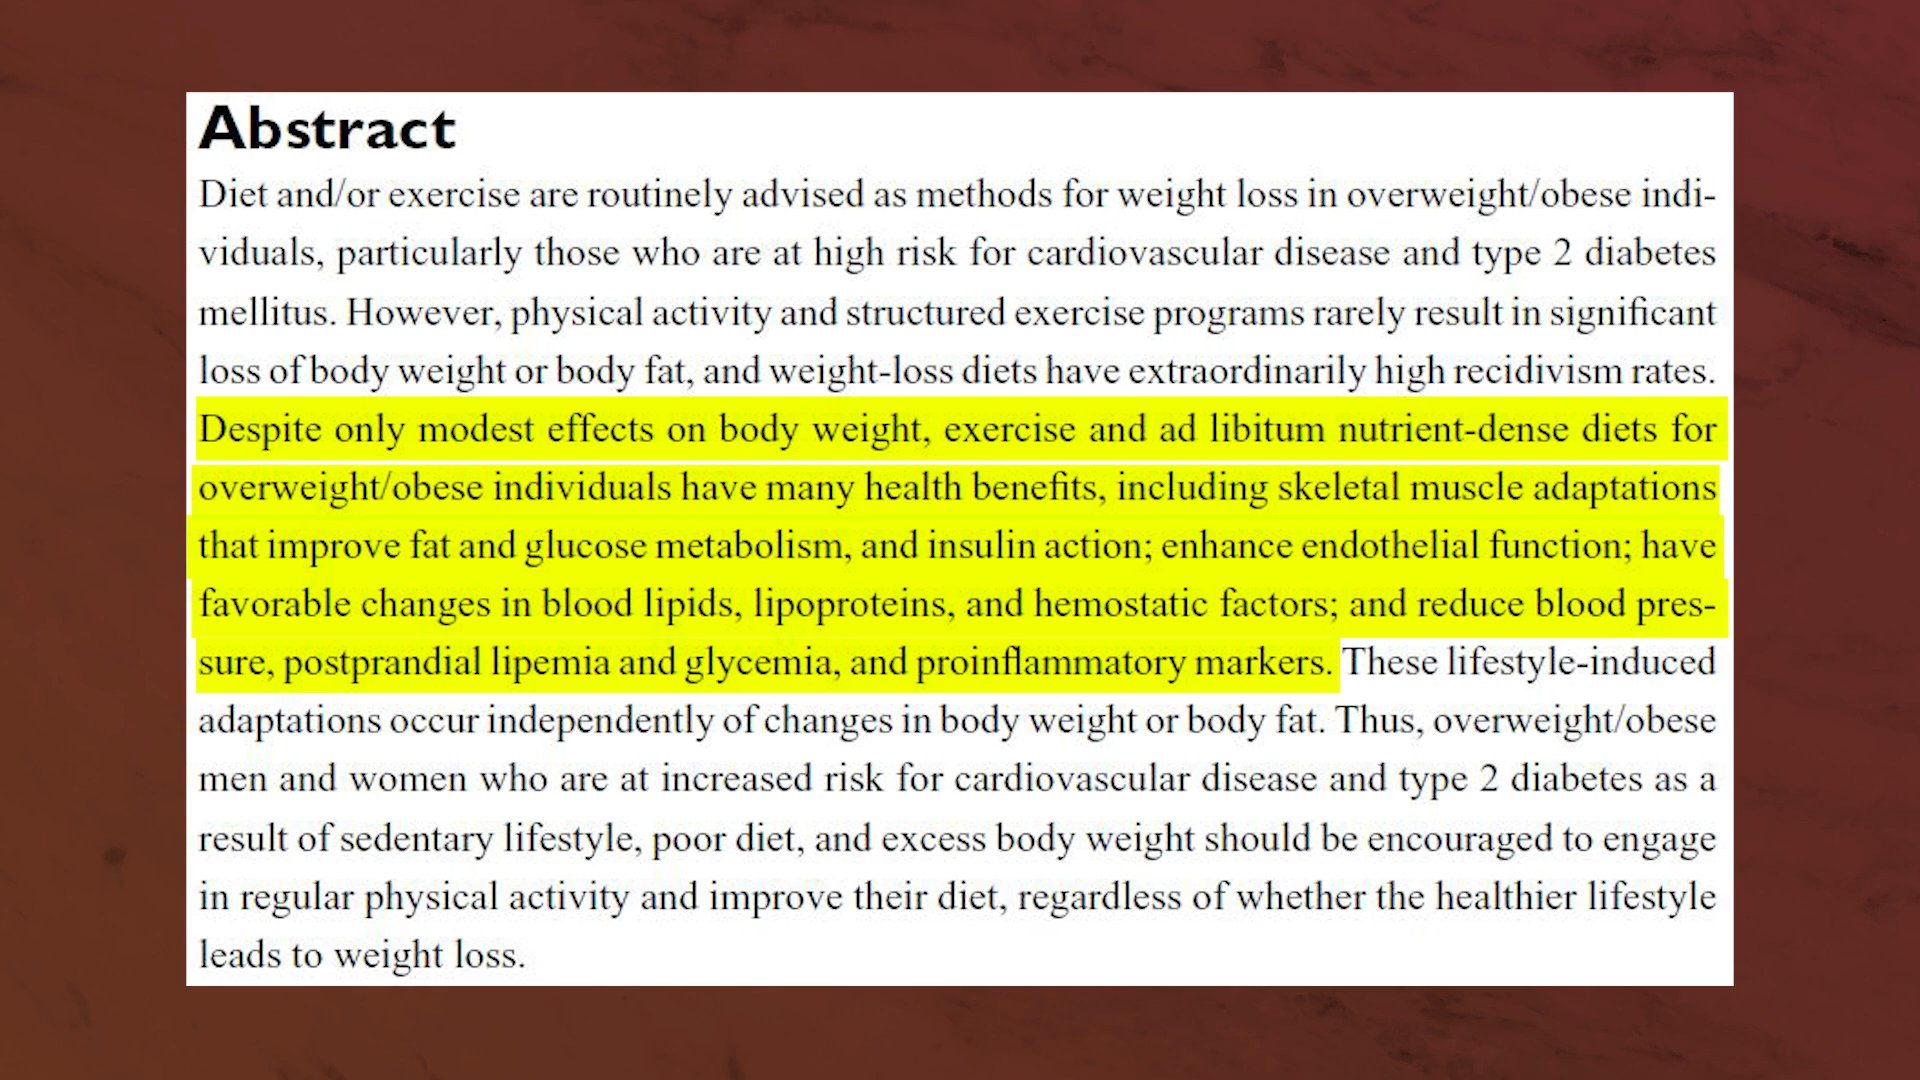 Abstract
Diet and/or exercise are routinely advised as methods for weight loss in overweight/obese indi-
viduals, particularly those who are at high risk for cardiovascular disease and type 2 diabetes
mellitus. However, physical activity and structured exercise programs rarely result in significant
loss of body weight or body fat, and weight-loss diets have extraordinarily high recidivism rates.
Despite only modest effects on body weight, exercise and ad libitum nutrient-dense diets for
overweight/obese individuals have many health benefits, including skeletal muscle adaptations
that improve fat and glucose metabolism, and insulin action; enhance endothelial function; have
favorable changes in blood lipids, lipoproteins, and hemostatic factors; and reduce blood pres-
sure, postprandial lipemia and glycemia, and proinflammatory markers. These lifestyle-induced
adaptations occur independently of changes in body weight or body fat. Thus, overweight/obese
men and women who are at increased risk for cardiovascular disease and type 2 diabetes as a
result of sedentary lifestyle, poor diet, and excess body weight should be encouraged to engage
in regular physical activity and improve their diet, regardless of whether the healthier lifestyle
leads to weight loss.